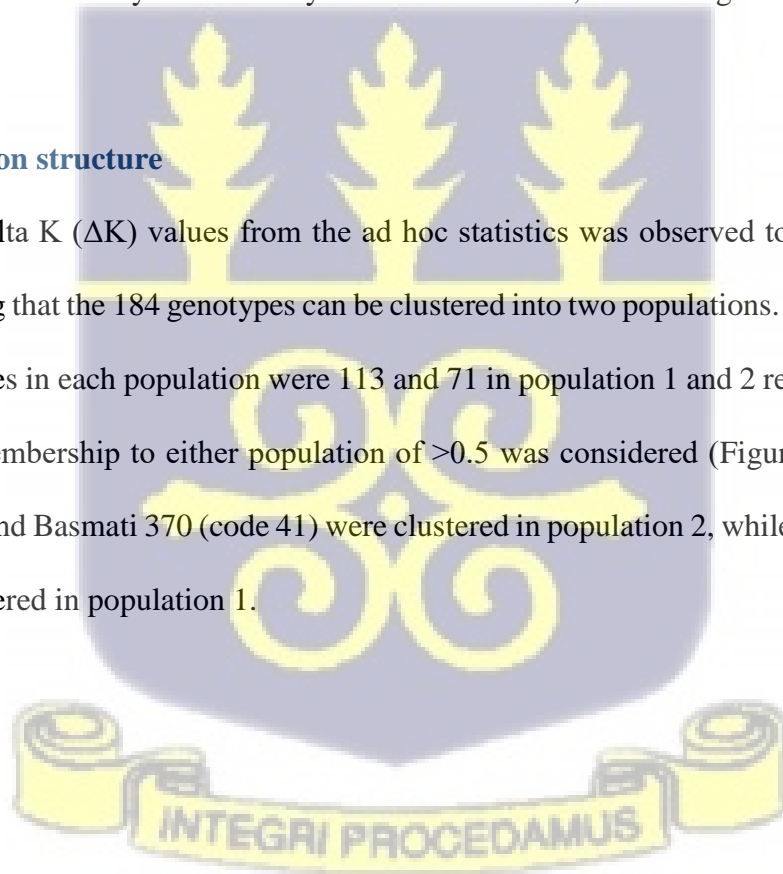 on structure
lta K (ΔK) values from the ad hoc statistics was observed to
g that the 184 genotypes can be clustered into two populations.
es in each population were 113 and 71 in population 1 and 2 re
embership to either population of >0.5 was considered (Figur
nd Basmati 370 (code 41) were clustered in population 2, while
ered in population 1.
INTEGRI PROCEDAMUS